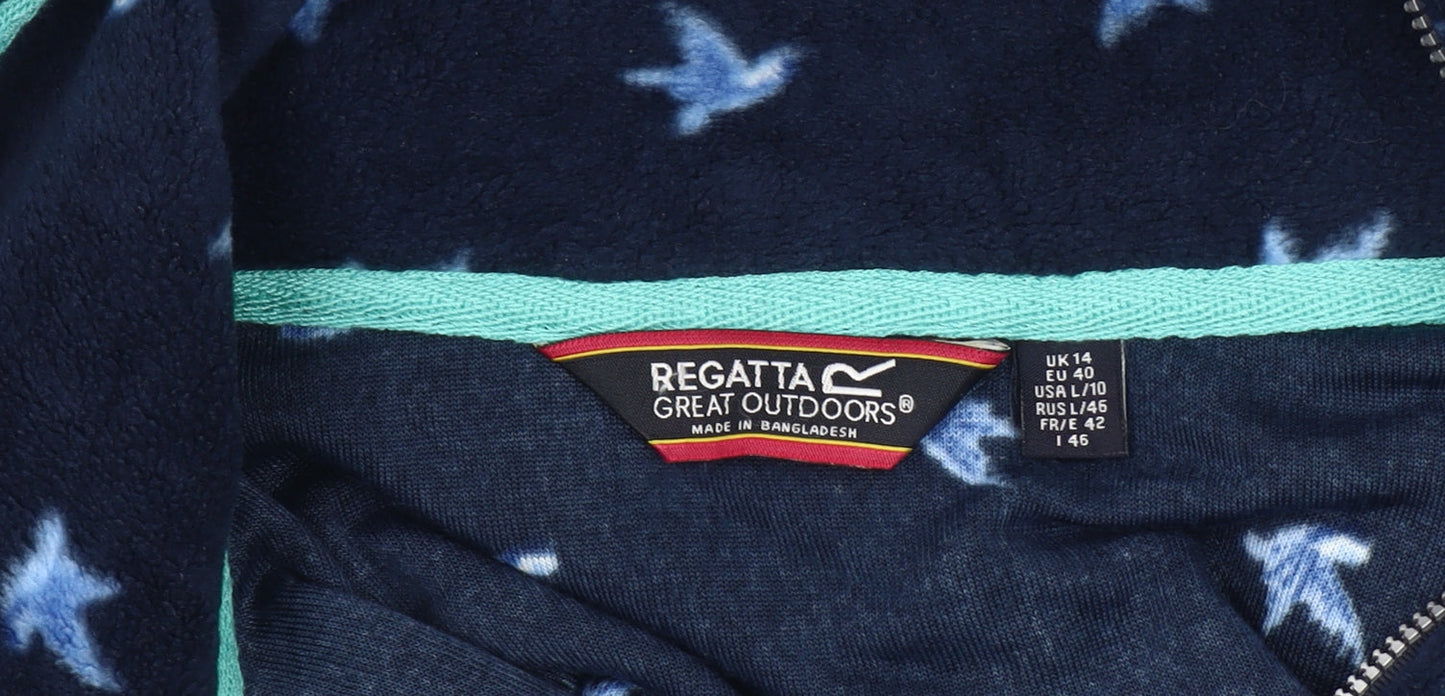 REGATTA
GREAT OUTDOORS®
MADE IN BANGLADESH
UK 14
EU 40
USA L/10
RUS L/46
FR/E 42
I 46